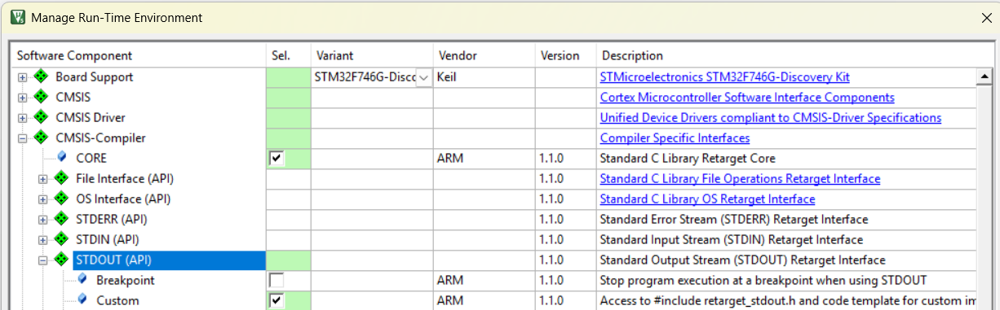 Manage Run-Time Environment
Software Component Sel. Variant Vendor Version Description
Board Support STM32F746G-Disco Keil STMicroelectronics STM32F746G-Discovery Kit
CMSIS Cortex Microcontroller Software Interface Components
CMSIS Driver Unified Device Drivers compliant to CMSIS-Driver Specifications
CMSIS-Compiler Compiler Specific Interfaces
CORE ARM 1.1.0 Standard C Library Retarget Core
File Interface (API) 1.1.0 Standard C Library File Operations Retarget Interface
OS Interface (API) 1.1.0 Standard C Library OS Retarget Interface
STDERR (API) 1.1.0 Standard Error Stream (STDERR) Retarget Interface
STDIN (API) 1.1.0 Standard Input Stream (STDIN) Retarget Interface
STDOUT (API) 1.1.0 Standard Output Stream (STDOUT) Retarget Interface
Breakpoint ARM 1.1.0 Stop program execution at a breakpoint when using STDOUT
Custom ARM 1.1.0 Access to #include retarget_stdout.h and code template for custom im